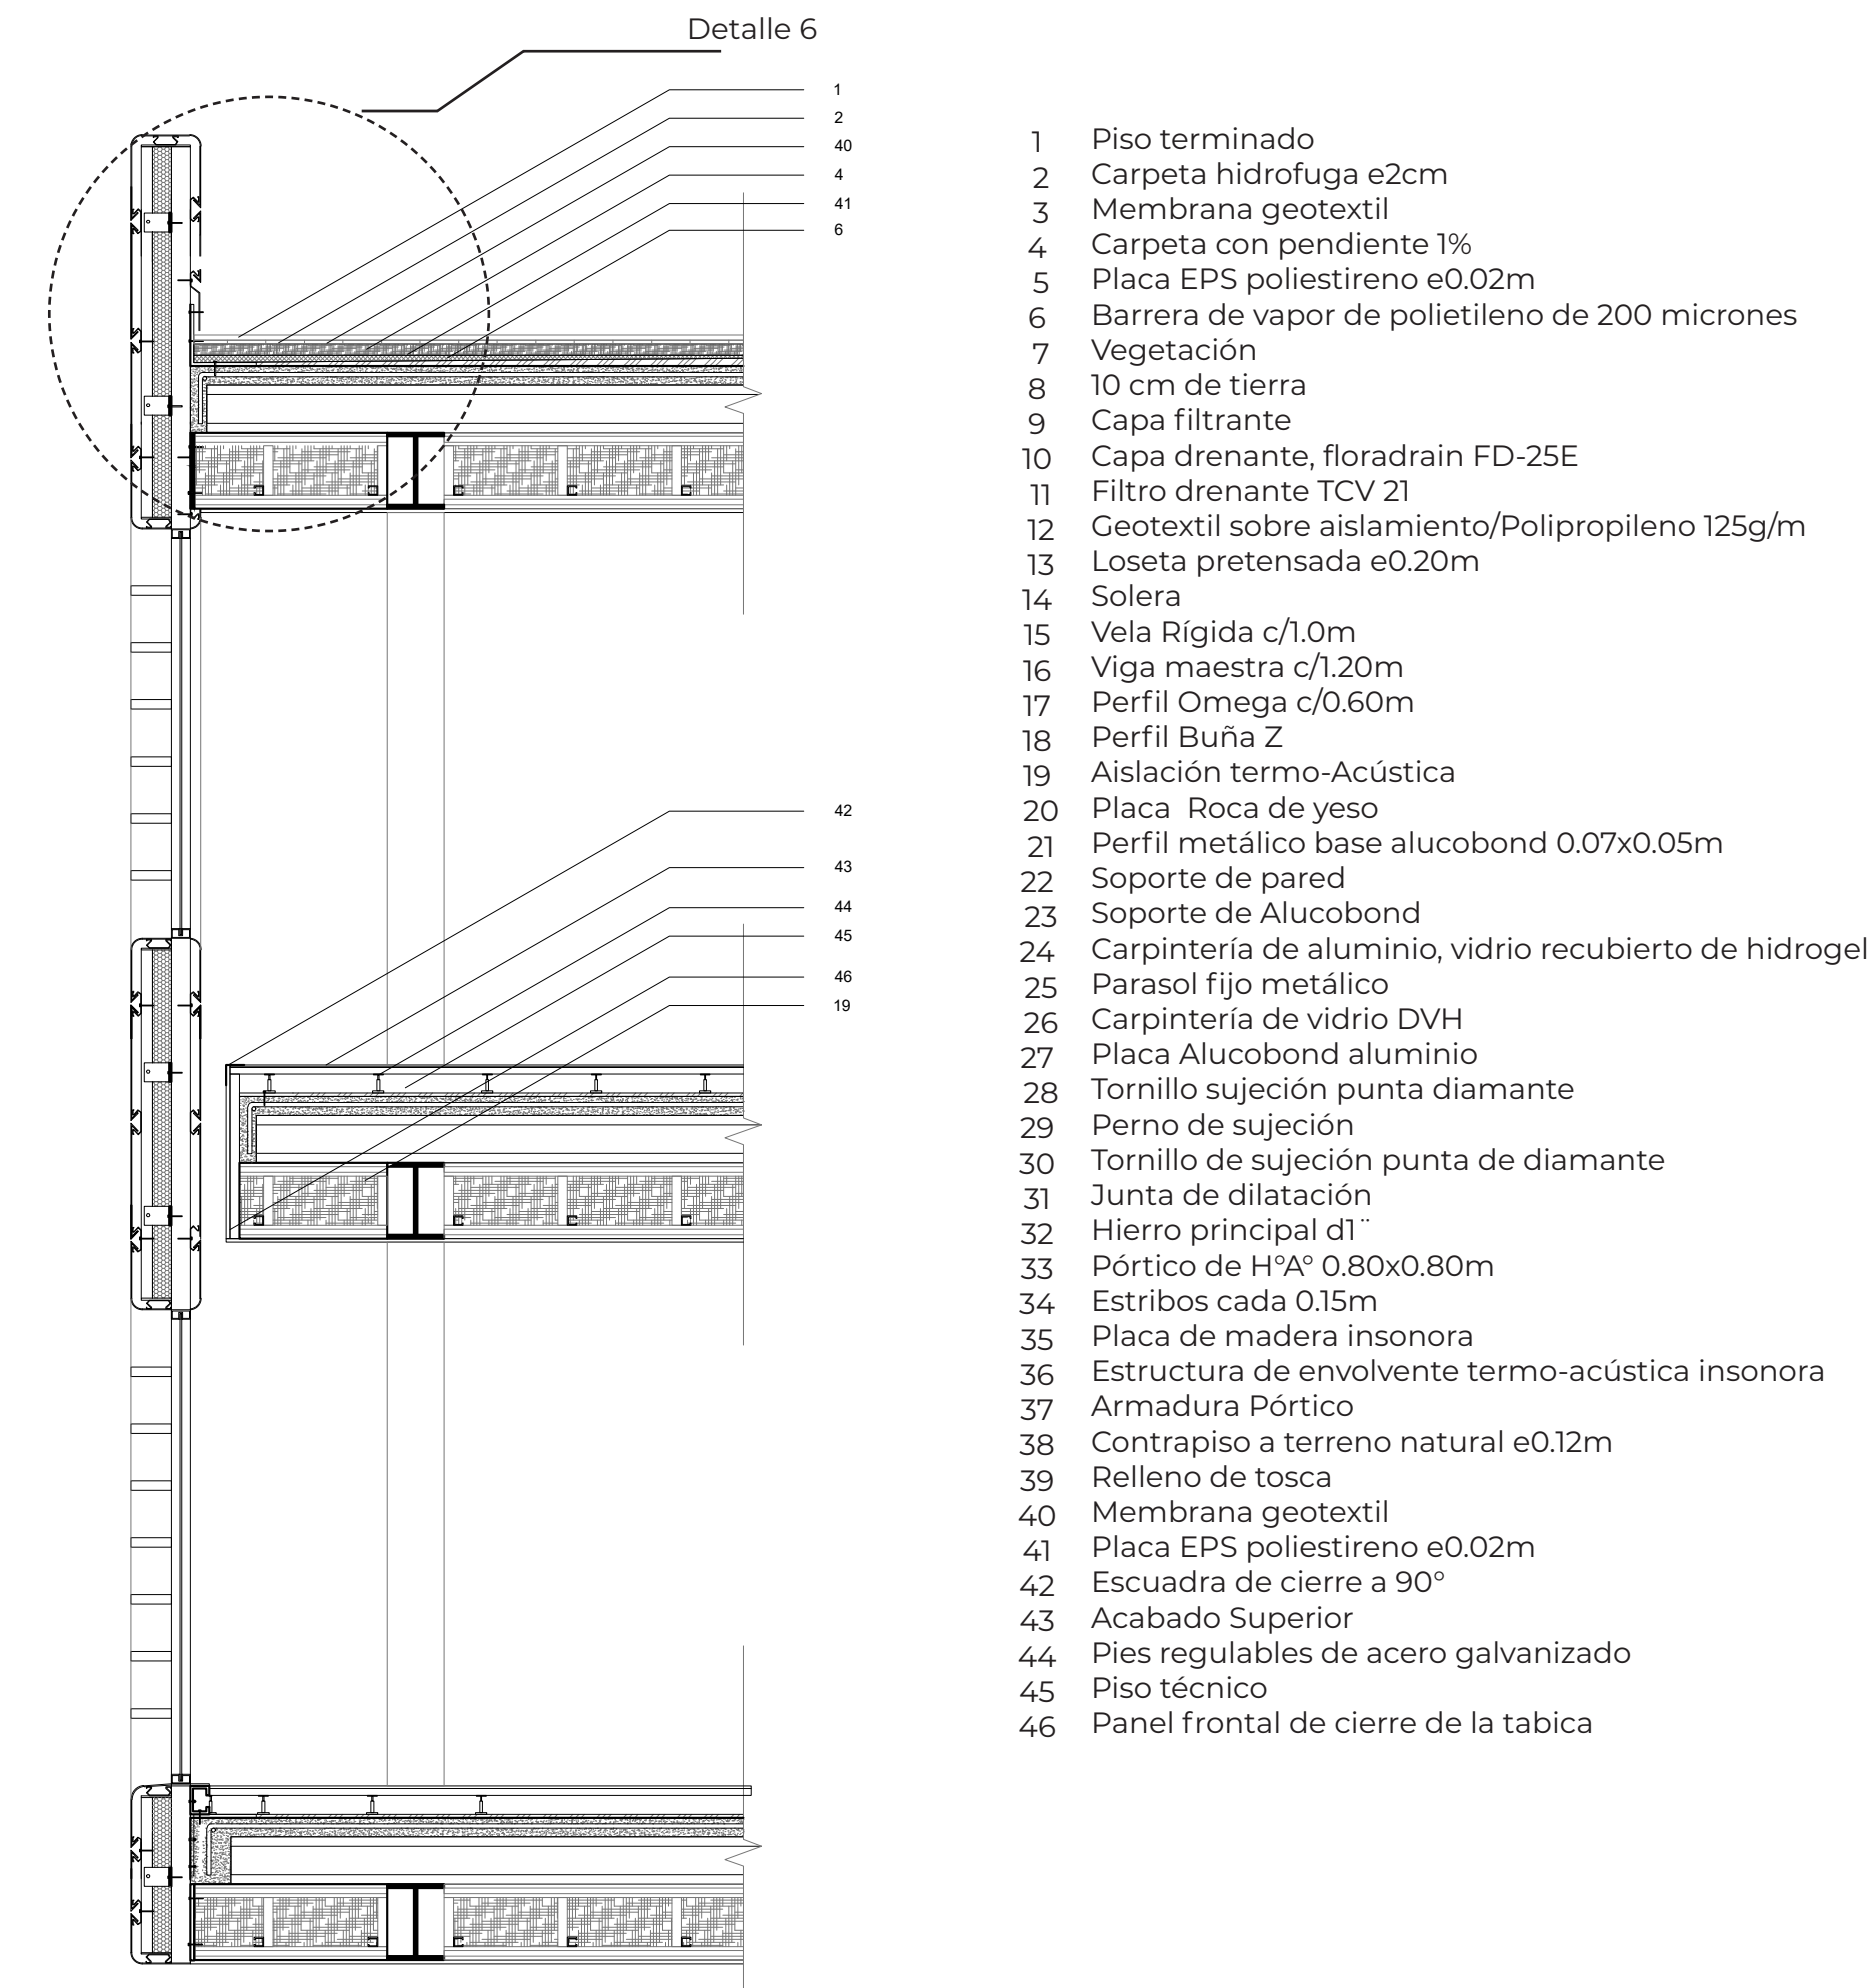 Detalle 6
1
2
40
4
41
6
42
43
44
45
46
19
1 Piso terminado
2 Carpeta hidrofuga e2cm
3 Membrana geotextil
4 Carpeta con pendiente 1%
5 Placa EPS poliestireno e0.02m
6 Barrera de vapor de polietileno de 200 micrones
7 Vegetación
8 10 cm de tierra
9 Capa filtrante
10 Capa drenante, floradrain FD-25E
11 Filtro drenante TCV 21
12 Geotextil sobre aislamiento/Polipropileno 125g/m
13 Loseta pretensada e0.20m
14 Solera
15 Vela Rígida c/1.0m
16 Viga maestra c/1.20m
17 Perfil Omega c/0.60m
18 Perfil Buña Z
19 Aislación termo-Acústica
20 Placa Roca de yeso
21 Perfil metálico base alucobond 0.07x0.05m
22 Soporte de pared
23 Soporte de Alucobond
24 Carpintería de aluminio, vidrio recubierto de hidrogel
25 Parasol fijo metálico
26 Carpintería de vidrio DVH
27 Placa Alucobond aluminio
28 Tornillo sujeción punta diamante
29 Perno de sujeción
30 Tornillo de sujeción punta de diamante
31 Junta de dilatación
32 Hierro principal d1¨
33 Pórtico de H°A° 0.80x0.80m
34 Estribos cada 0.15m
35 Placa de madera insonora
36 Estructura de envolvente termo-acústica insonora
37 Armadura Pórtico
38 Contrapiso a terreno natural e0.12m
39 Relleno de tosca
40 Membrana geotextil
41 Placa EPS poliestireno e0.02m
42 Escuadra de cierre a 90°
43 Acabado Superior
44 Pies regulables de acero galvanizado
45 Piso técnico
46 Panel frontal de cierre de la tabica